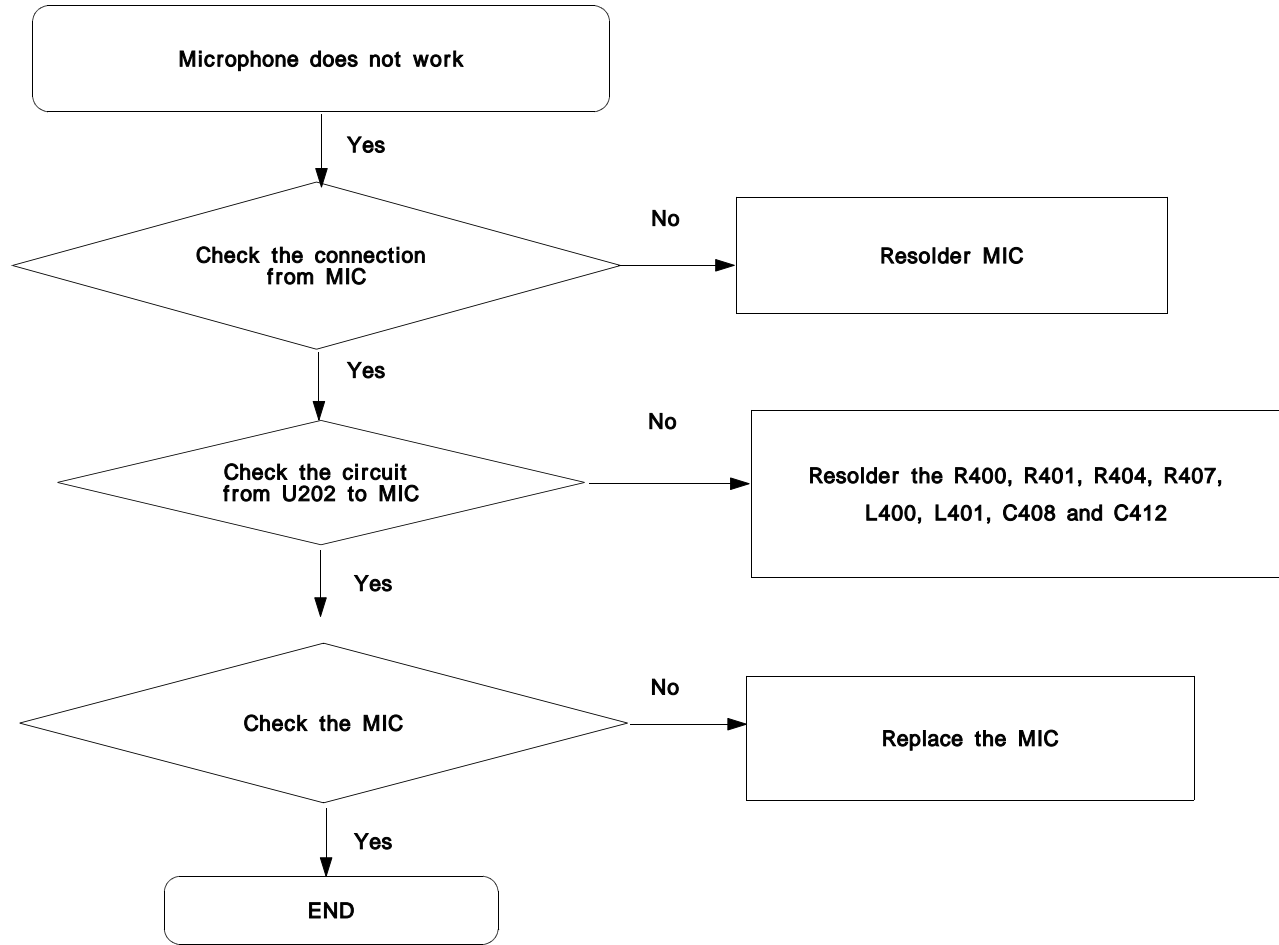 Microphone does not work
Yes
Check the connection
from MIC
No
Resolder MIC
Yes
Check the circuit
from U202 to MIC
No
Resolder the R400, R401, R404, R407,
L400, L401, C408 and C412
Yes
Check the MIC
No
Replace the MIC
Yes
END